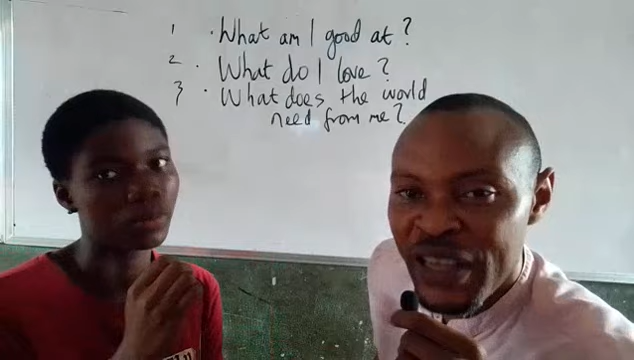 1 · What am I good at?
2 · What do I love?
3 · What does the world
need from me?